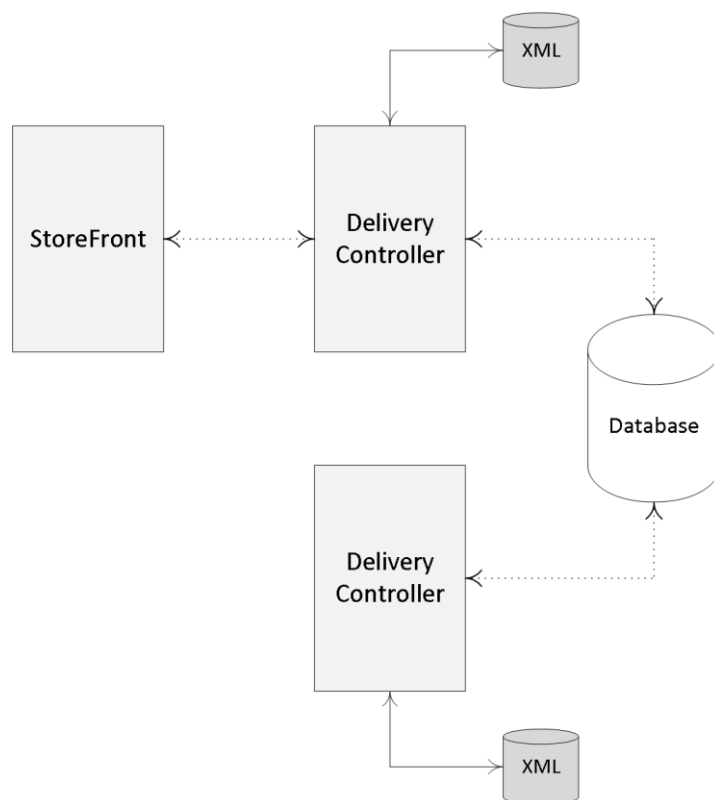 XML
StoreFront
Delivery
Controller
Database
Delivery
Controller
XML